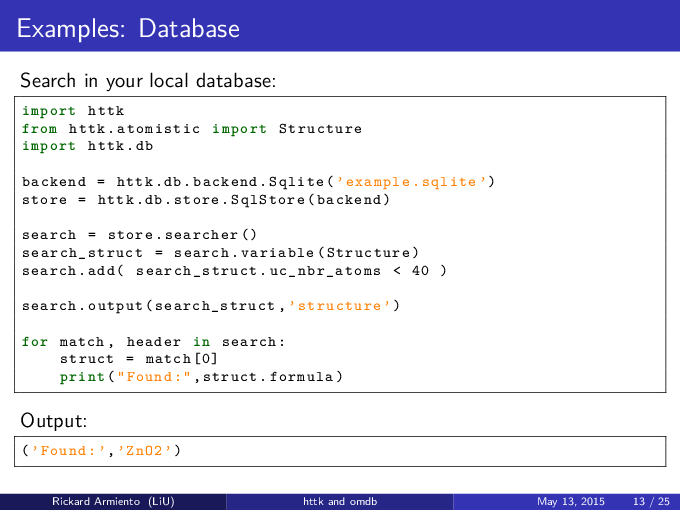 Examples: Database
Search in your local database:
import httk
from httk.atomistic import Structure
import httk.db
backend = httk.db.backend.Sqlite('example.sqlite')
store = httk.db.store.SqlStore(backend)
search = store.searcher()
search_struct = search.variable(Structure)
search.add( search_struct.uc_nbr_atoms < 40 )
search.output(search_struct,'structure')
for match, header in search:
    struct = match[0]
    print("Found:",struct.formula)
Output:
('Found:','ZnO2')
Rickard Armiento (LiU) httk and omdb May 13, 2015 13 / 25